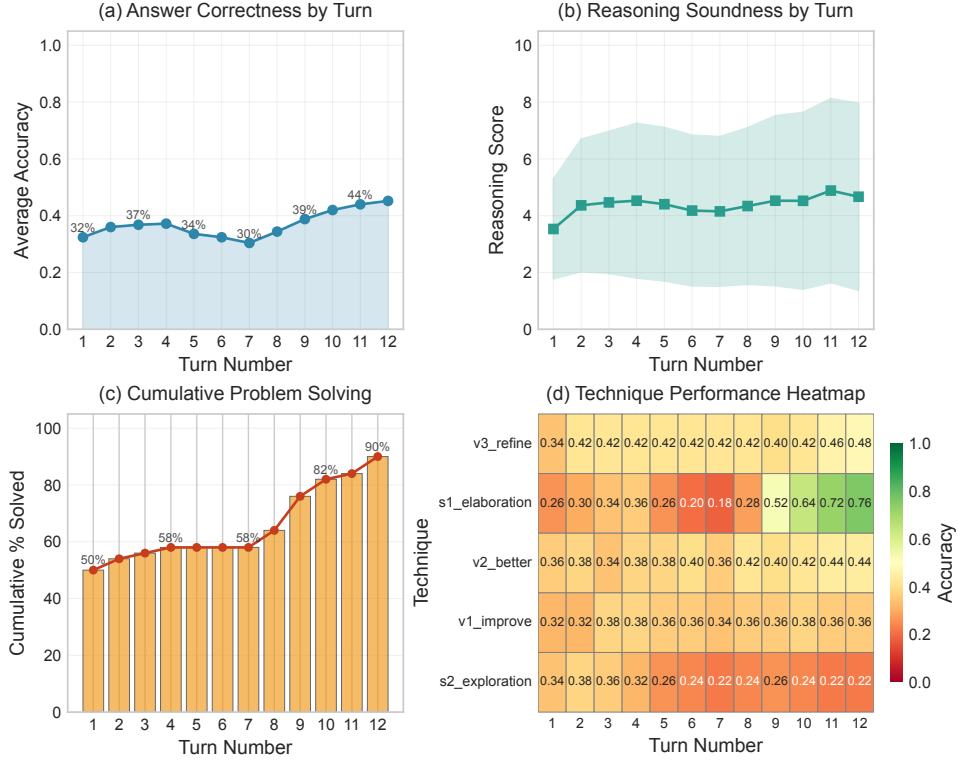 (a) Answer Correctness by Turn
1.0
0.8
0.6
0.4
0.2
0.0
Average Accuracy
32%
37%
34%
30%
39%
44%
1 2 3 4 5 6 7 8 9 10 11 12
Turn Number
(b) Reasoning Soundness by Turn
10
8
6
4
2
0
Reasoning Score
1 2 3 4 5 6 7 8 9 10 11 12
Turn Number
(c) Cumulative Problem Solving
100
80
60
40
20
0
Cumulative % Solved
50%
58%
58%
82%
90%
1 2 3 4 5 6 7 8 9 10 11 12
Turn Number
(d) Technique Performance Heatmap
Technique
v3_refine 0.34 0.42 0.42 0.42 0.42 0.42 0.42 0.42 0.40 0.42 0.46 0.48
s1_elaboration 0.26 0.30 0.34 0.36 0.26 0.20 0.18 0.28 0.52 0.64 0.72 0.76
v2_better 0.36 0.38 0.34 0.38 0.38 0.40 0.36 0.42 0.40 0.42 0.44 0.44
v1_improve 0.32 0.32 0.38 0.38 0.36 0.36 0.34 0.36 0.36 0.38 0.36 0.36
s2_exploration 0.34 0.38 0.36 0.32 0.26 0.24 0.22 0.24 0.26 0.24 0.22 0.22
1 2 3 4 5 6 7 8 9 10 11 12
Turn Number
1.0
0.8
0.6
0.4
0.2
0.0
Accuracy